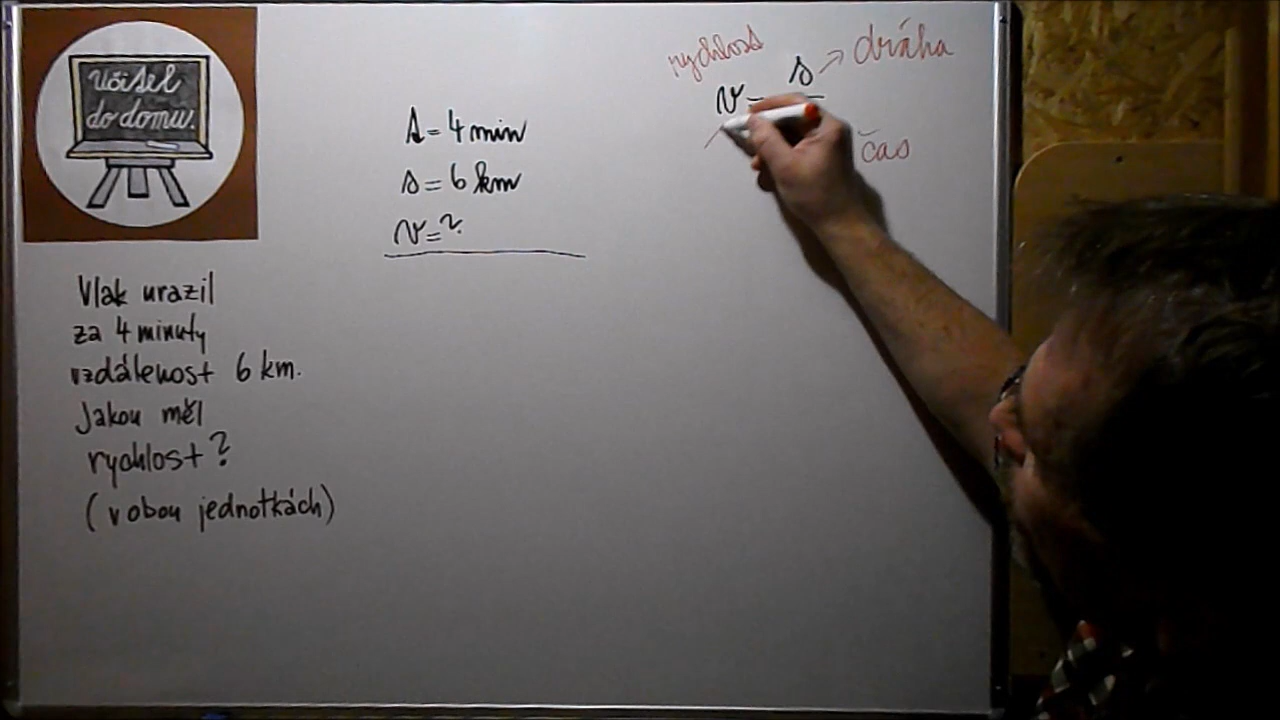 Učitel
do domu.
t = 4 min
s = 6 km
v = ?
Vlak urazil
za 4 minuty
vzdálenost 6 km.
Jakou měl
rychlost?
(v obou jednotkách)
rychlost
dráha
v = s
čas